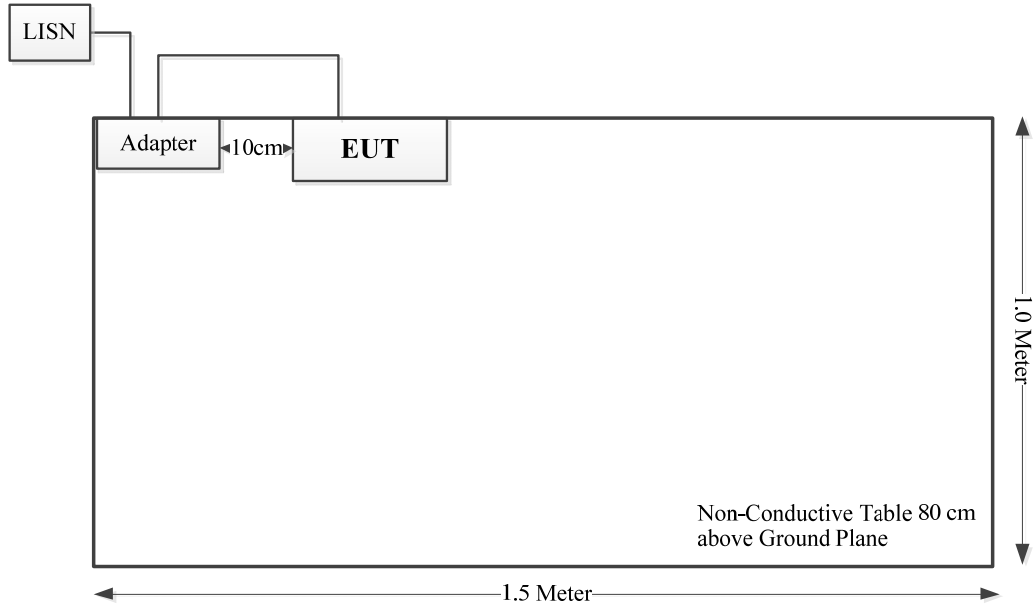 LISN
Adapter
10cm
EUT
1.0 Meter
Non-Conductive Table 80 cm
above Ground Plane
1.5 Meter